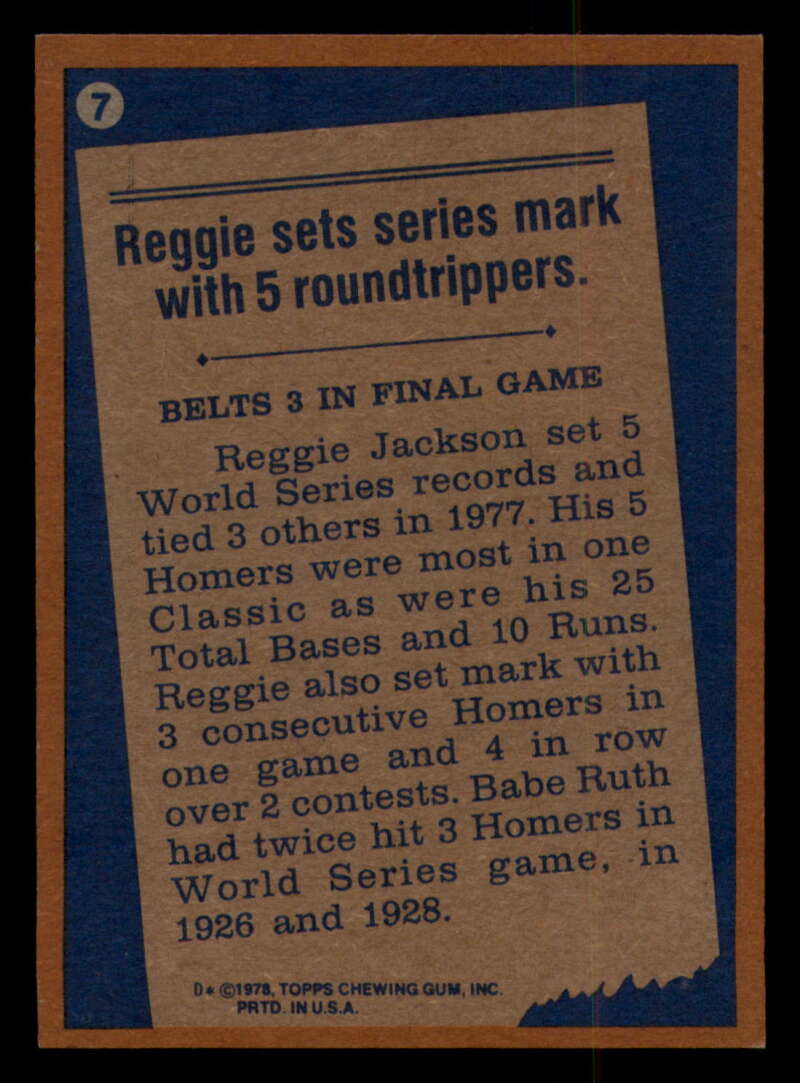 7
Reggie sets series mark
with 5 roundtrippers.
BELTS 3 IN FINAL GAME
Reggie Jackson set 5
World Series records and
tied 3 others in 1977. His 5
Homers were most in one
Classic as were his 25
Total Bases and 10 Runs.
Reggie also set mark with
3 consecutive Homers in
one game and 4 in row
over 2 contests. Babe Ruth
had twice hit 3 Homers in
World Series game, in
1926 and 1928.
D* ©1978, TOPPS CHEWING GUM, INC.
PRTD. IN U.S.A.